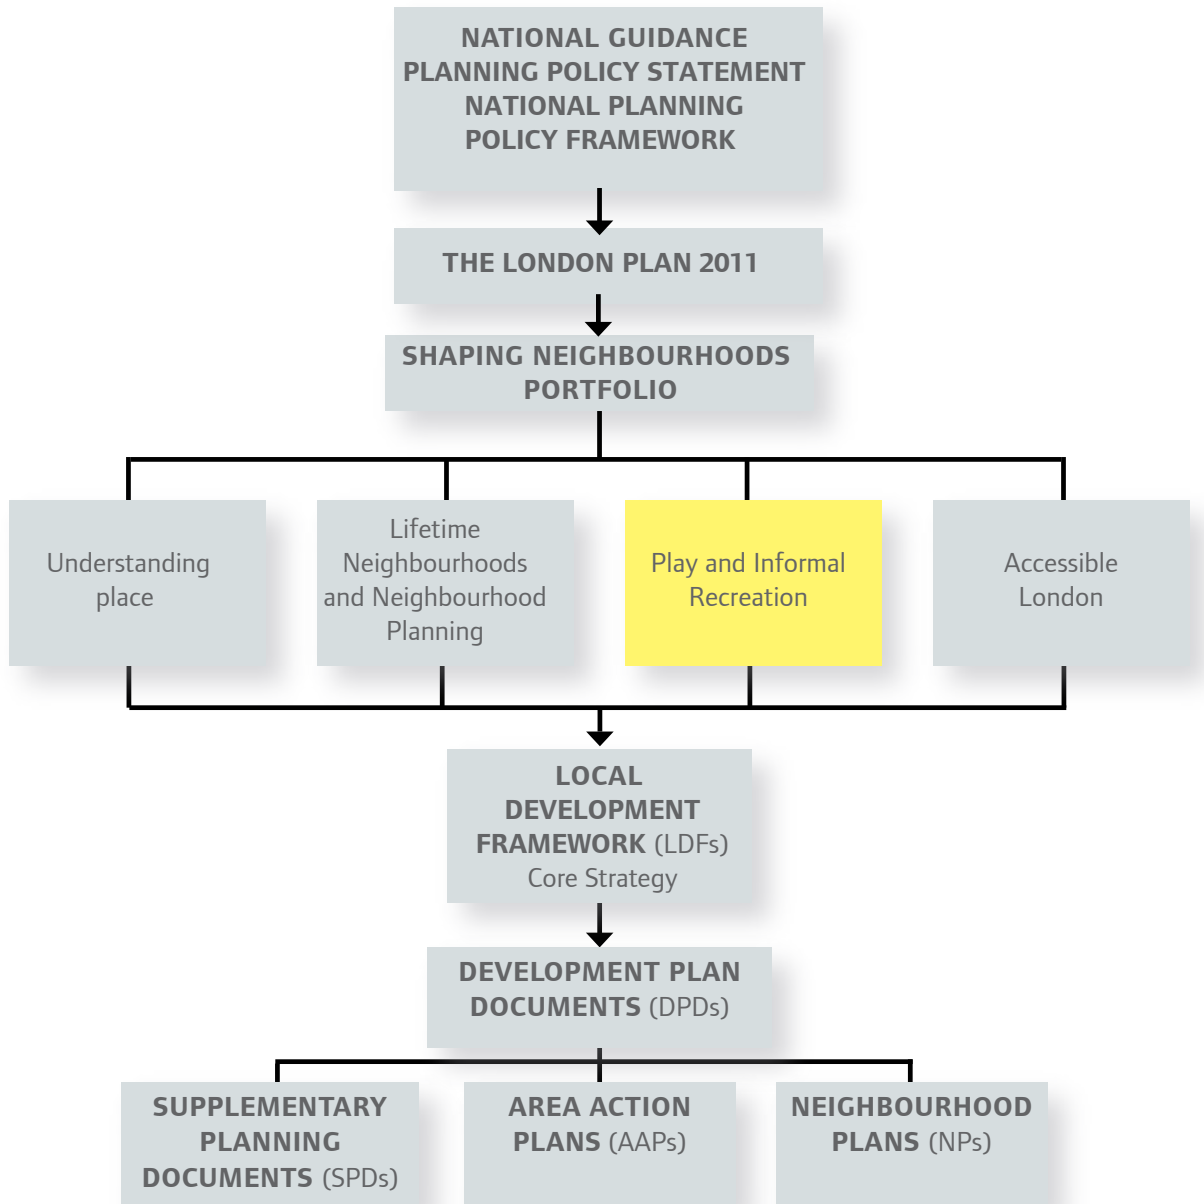 NATIONAL GUIDANCE
PLANNING POLICY STATEMENT
NATIONAL PLANNING
POLICY FRAMEWORK
THE LONDON PLAN 2011
SHAPING NEIGHBOURHOODS
PORTFOLIO
Understanding
place
Lifetime
Neighbourhoods
and Neighbourhood
Planning
Play and Informal
Recreation
Accessible
London
LOCAL
DEVELOPMENT
FRAMEWORK (LDFs)
Core Strategy
DEVELOPMENT PLAN
DOCUMENTS (DPDs)
SUPPLEMENTARY
PLANNING
DOCUMENTS (SPDs)
AREA ACTION
PLANS (AAPs)
NEIGHBOURHOOD
PLANS (NPs)